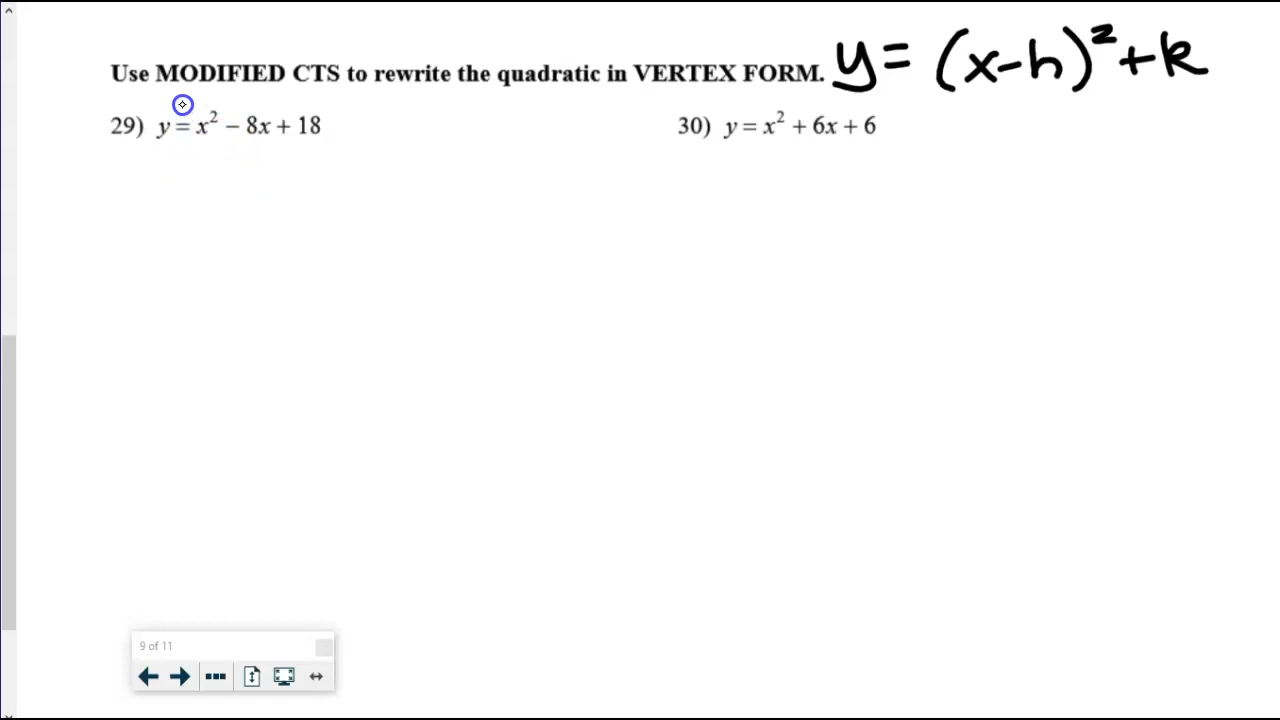 Use MODIFIED CTS to rewrite the quadratic in VERTEX FORM. y = (x-h)² + k
29) y = x² − 8x + 18
30) y = x² + 6x + 6
9 of 11